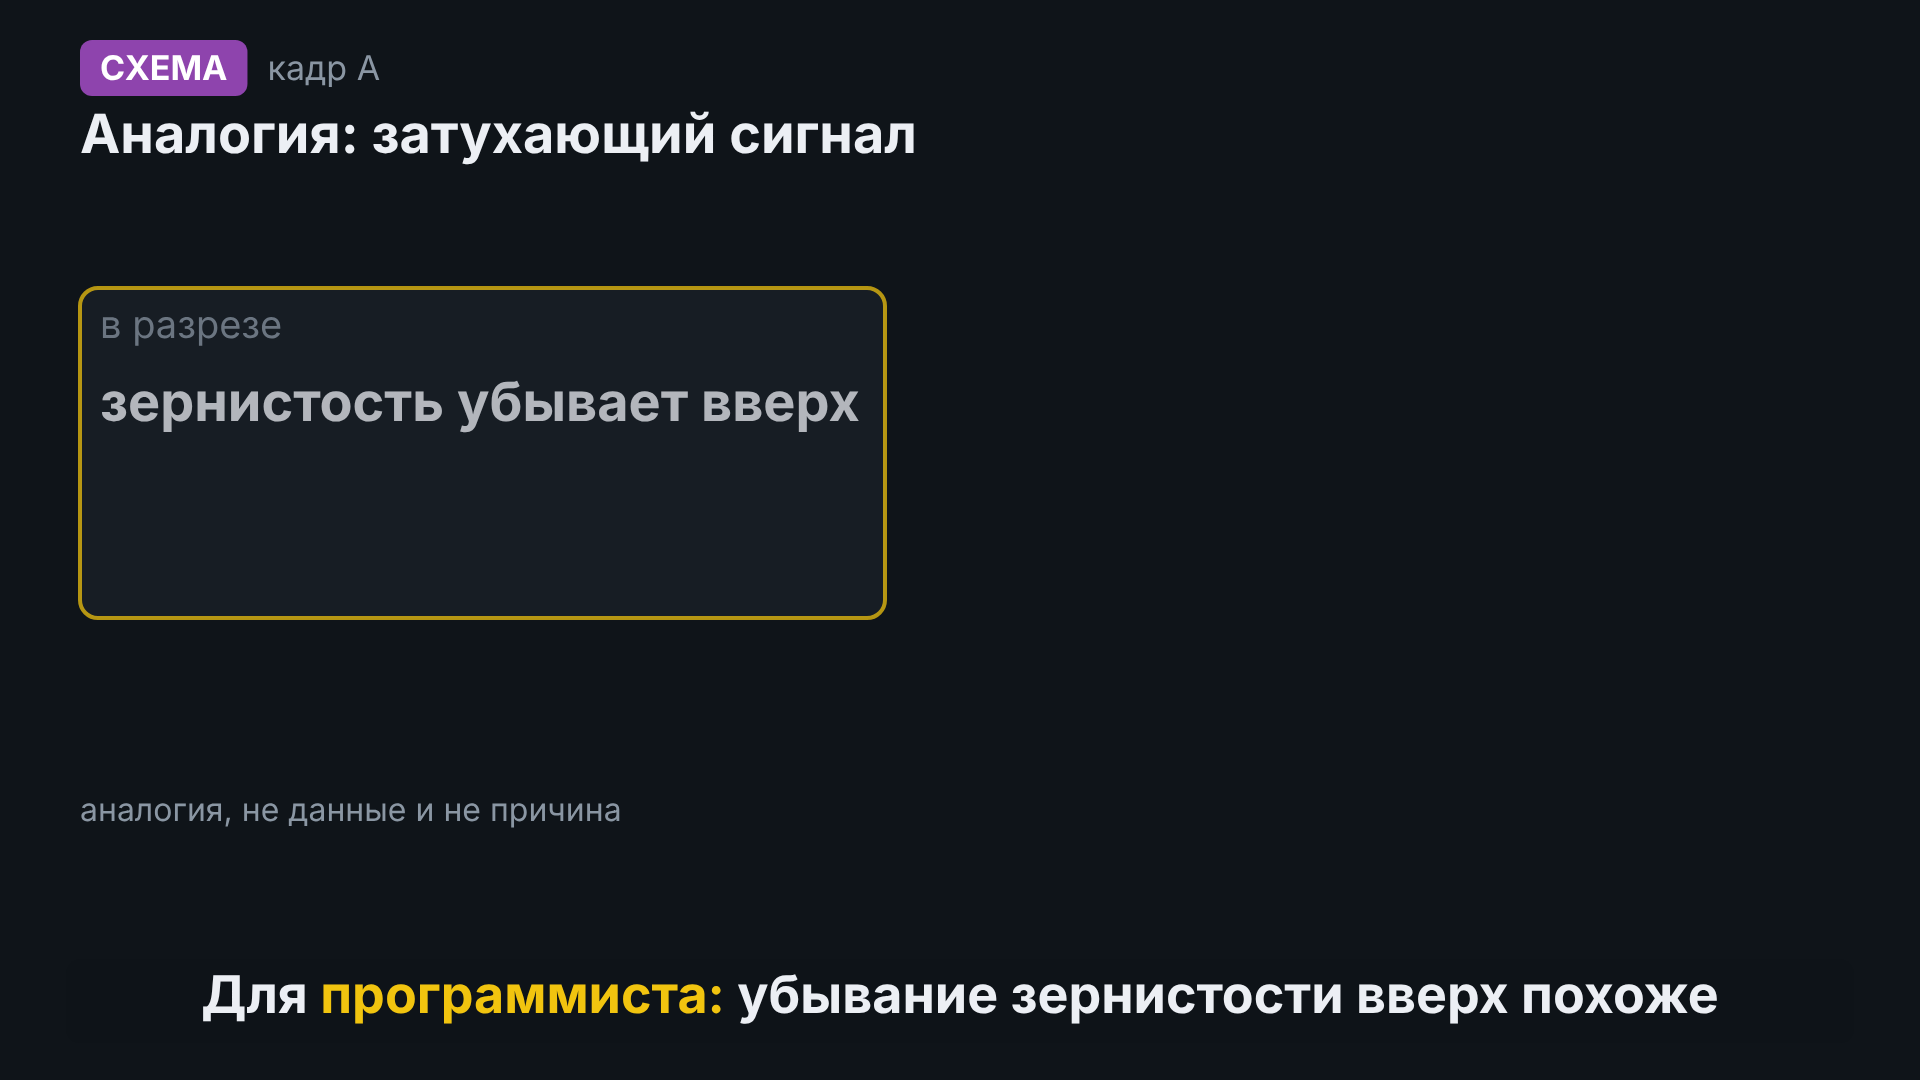 СХЕМА кадр А
Аналогия: затухающий сигнал
в разрезе
зернистость убывает вверх
аналогия, не данные и не причина
Для программиста: убывание зернистости вверх похоже